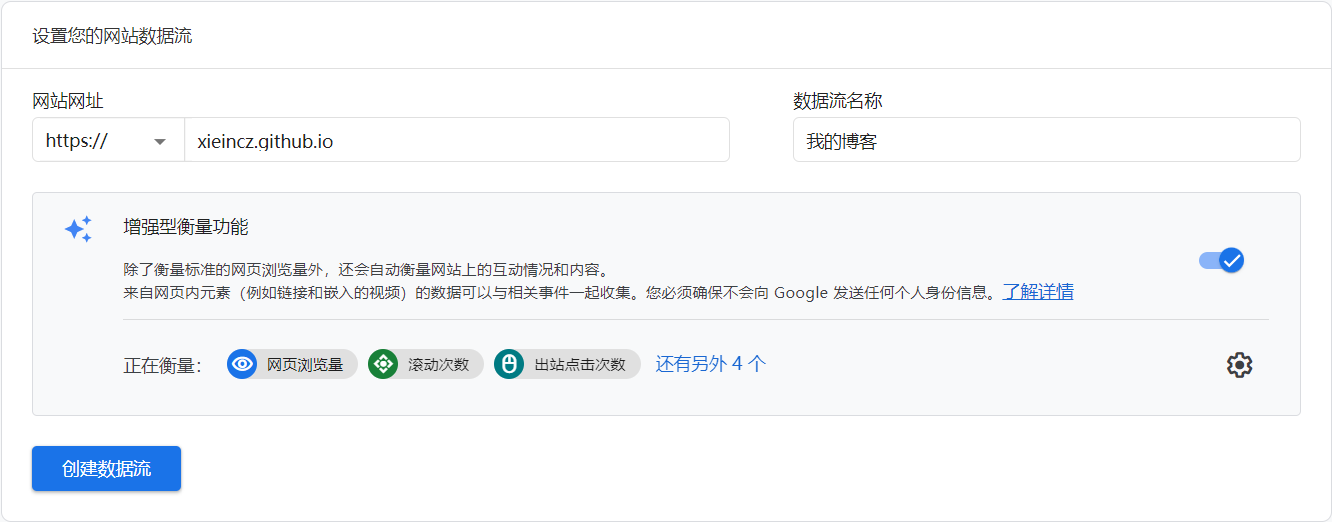 设置您的网站数据流
网站网址
数据流名称
https://
xieincz.github.io
我的博客
增强型衡量功能
除了衡量标准的网页浏览量外，还会自动衡量网站上的互动情况和内容。
来自网页内元素（例如链接和嵌入的视频）的数据可以与相关事件一起收集。您必须确保不会向 Google 发送任何个人身份信息。了解详情
正在衡量： 网页浏览量 滚动次数 出站点击次数 还有另外 4 个
创建数据流